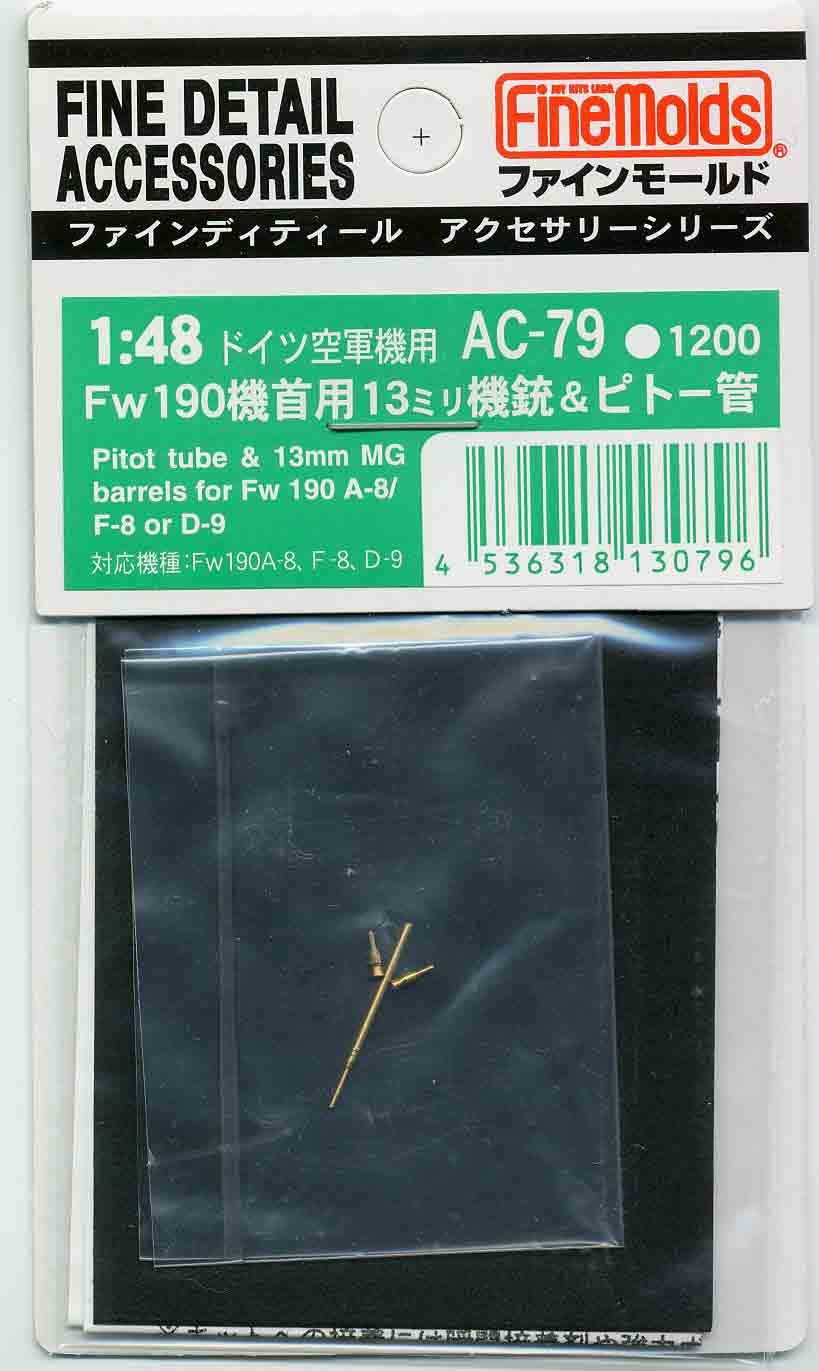 FINE DETAIL
ACCESSORIES
JOY KITS LABO.
FineMolds®
ファインモールド
ファインディティール アクセサリーシリーズ
1:48 ドイツ空軍機用 AC-79 ●1200
Fw190機首用13ミリ機銃&ピトー管
Pitot tube & 13mm MG
barrels for Fw 190 A-8/
F-8 or D-9
対応機種:Fw190A-8、F-8、D-9
4 536318 130796